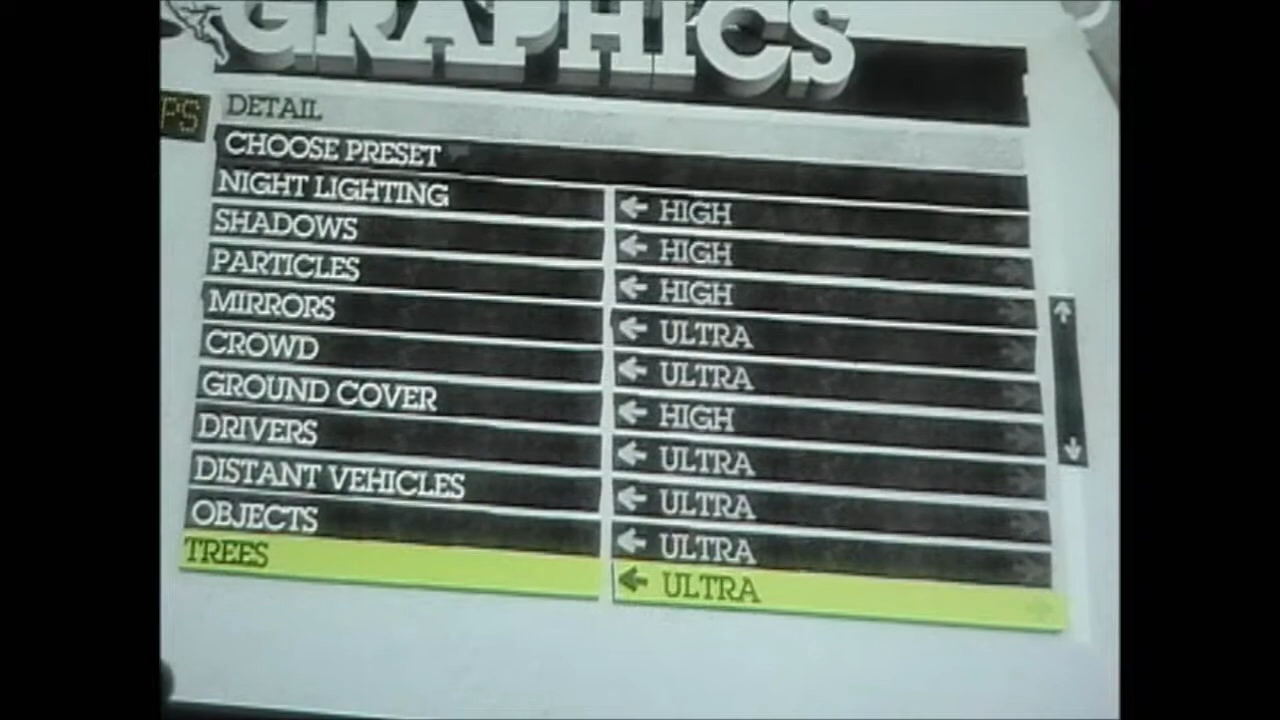 GRAPHICS
PS
DETAIL
CHOOSE PRESET
NIGHT LIGHTING HIGH
SHADOWS HIGH
PARTICLES HIGH
MIRRORS ULTRA
CROWD ULTRA
GROUND COVER HIGH
DRIVERS ULTRA
DISTANT VEHICLES ULTRA
OBJECTS ULTRA
TREES ULTRA